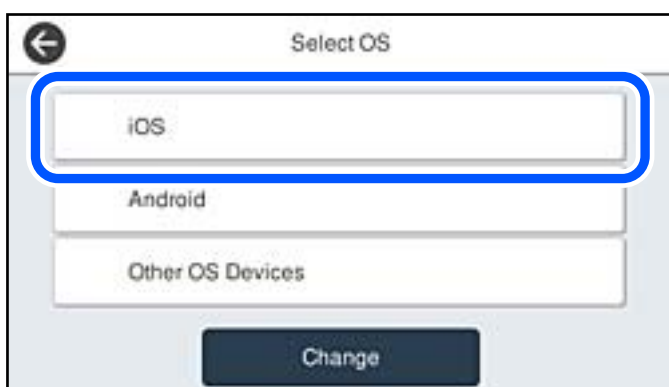 Select OS
iOS
Android
Other OS Devices
Change